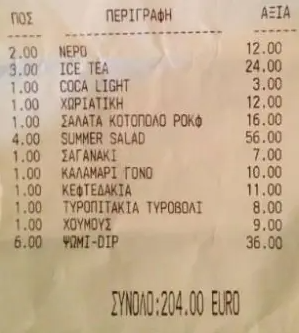 ΠΟΣ ΠΕΡΙΓΡΑΦΗ ΑΞΙΑ
2.00 ΝΕΡΟ 12.00
3.00 ICE TEA 24.00
1.00 COCA LIGHT 3.00
1.00 ΧΩΡΙΑΤΙΚΗ 12.00
1.00 ΣΑΛΑΤΑ ΚΟΤΟΠΟΛΟ ΡΟΚΦ 16.00
4.00 SUMMER SALAD 56.00
1.00 ΣΑΓΑΝΑΚΙ 7.00
1.00 ΚΑΛΑΜΑΡΙ ΓΟΝΟ 10.00
1.00 ΚΕΦΤΕΔΑΚΙΑ 11.00
1.00 ΤΥΡΟΠΙΤΑΚΙΑ ΤΥΡΟΒΟΛΙ 8.00
1.00 ΧΟΥΜΟΥΣ 9.00
6.00 ΨΩΜΙ-DIP 36.00
ΣΥΝΟΛΟ:204.00 EURO